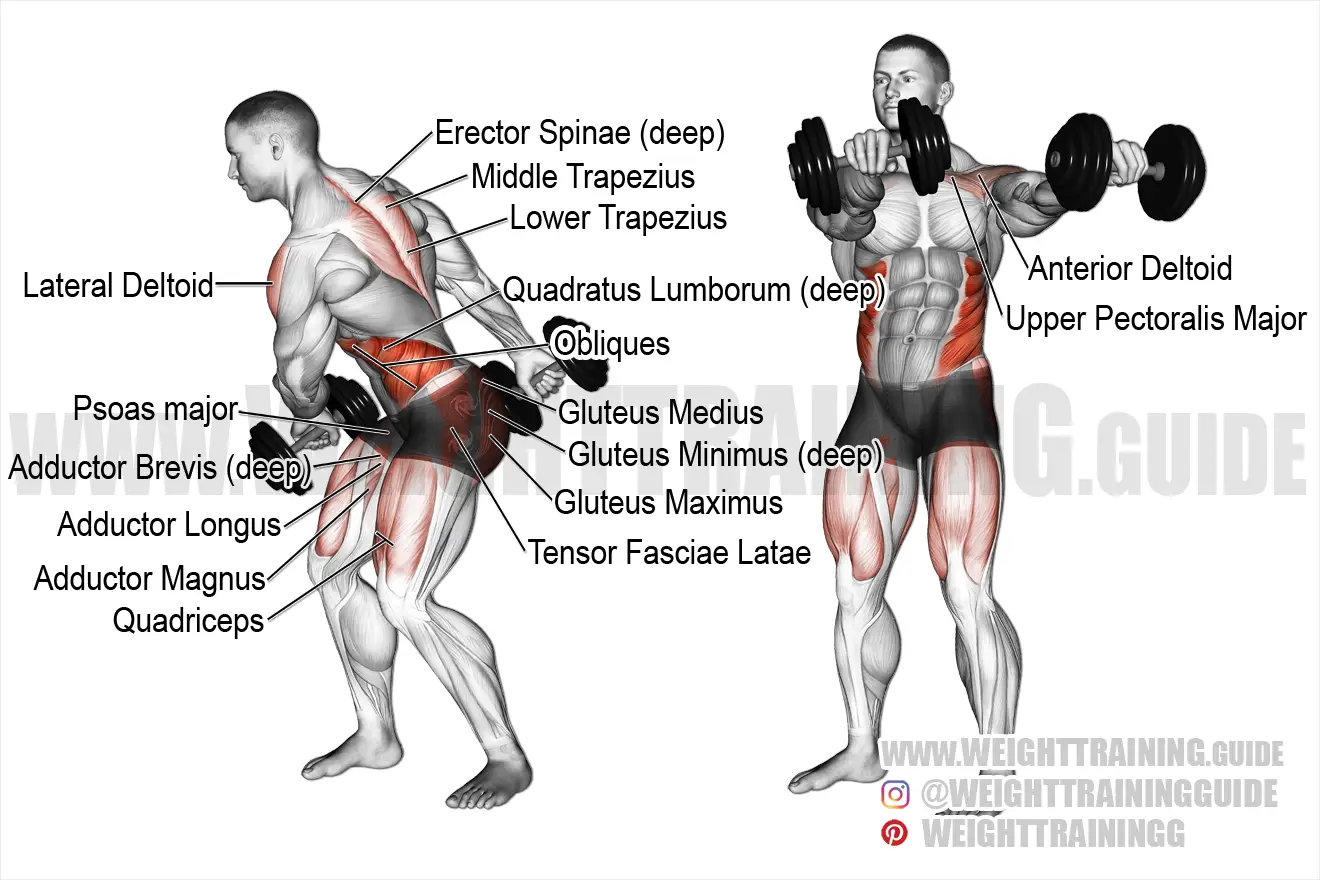 Erector Spinae (deep)
Middle Trapezius
Lower Trapezius
Lateral Deltoid
Quadratus Lumborum (deep)
Obliques
Psoas major
Gluteus Medius
Adductor Brevis (deep)
Gluteus Minimus (deep)
Gluteus Maximus
Adductor Longus
Tensor Fasciae Latae
Adductor Magnus
Quadriceps
Anterior Deltoid
Upper Pectoralis Major
WWW.WEIGHTTRAINING.GUIDE
WWW.WEIGHTTRAINING.GUIDE
@WEIGHTTRAININGGUIDE
WEIGHTTRAININGG